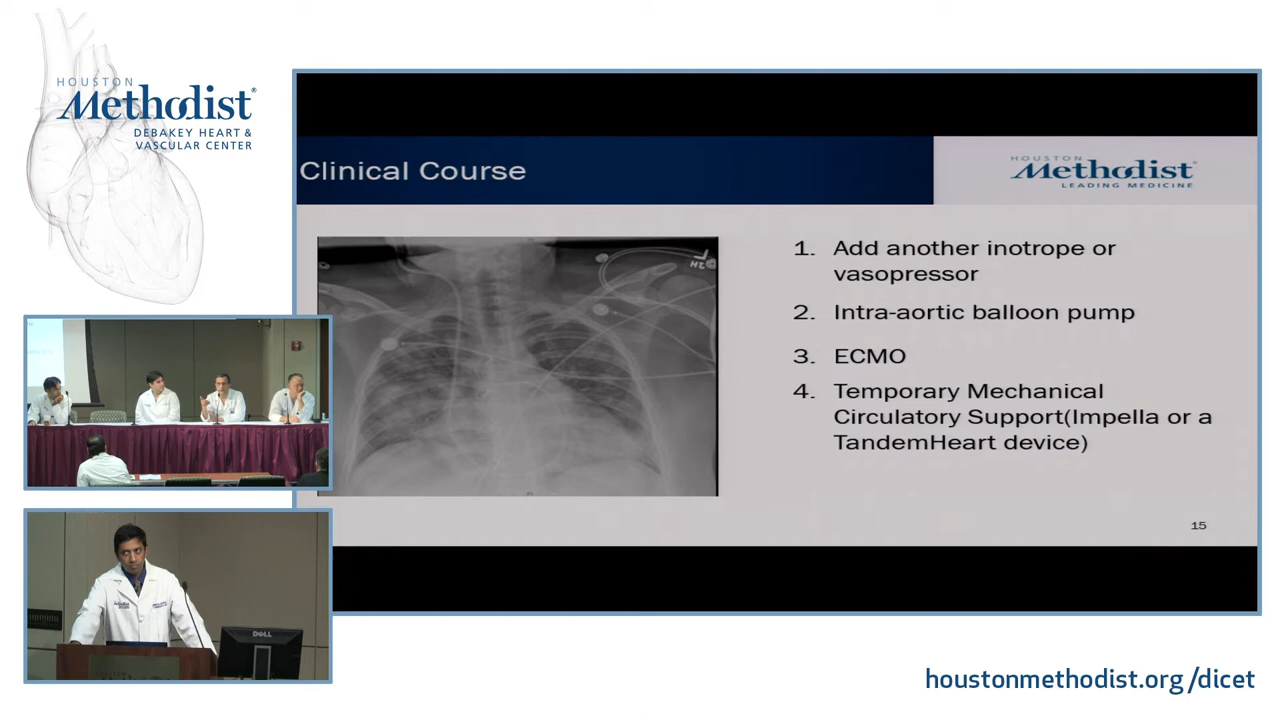 HOUSTON
Methodist
DEBAKEY HEART &
VASCULAR CENTER
Clinical Course
HOUSTON
Methodist
LEADING MEDICINE
1. Add another inotrope or
vasopressor
2. Intra-aortic balloon pump
3. ECMO
4. Temporary Mechanical
Circulatory Support(Impella or a
TandemHeart device)
15
DELL
houstonmethodist.org/dicet